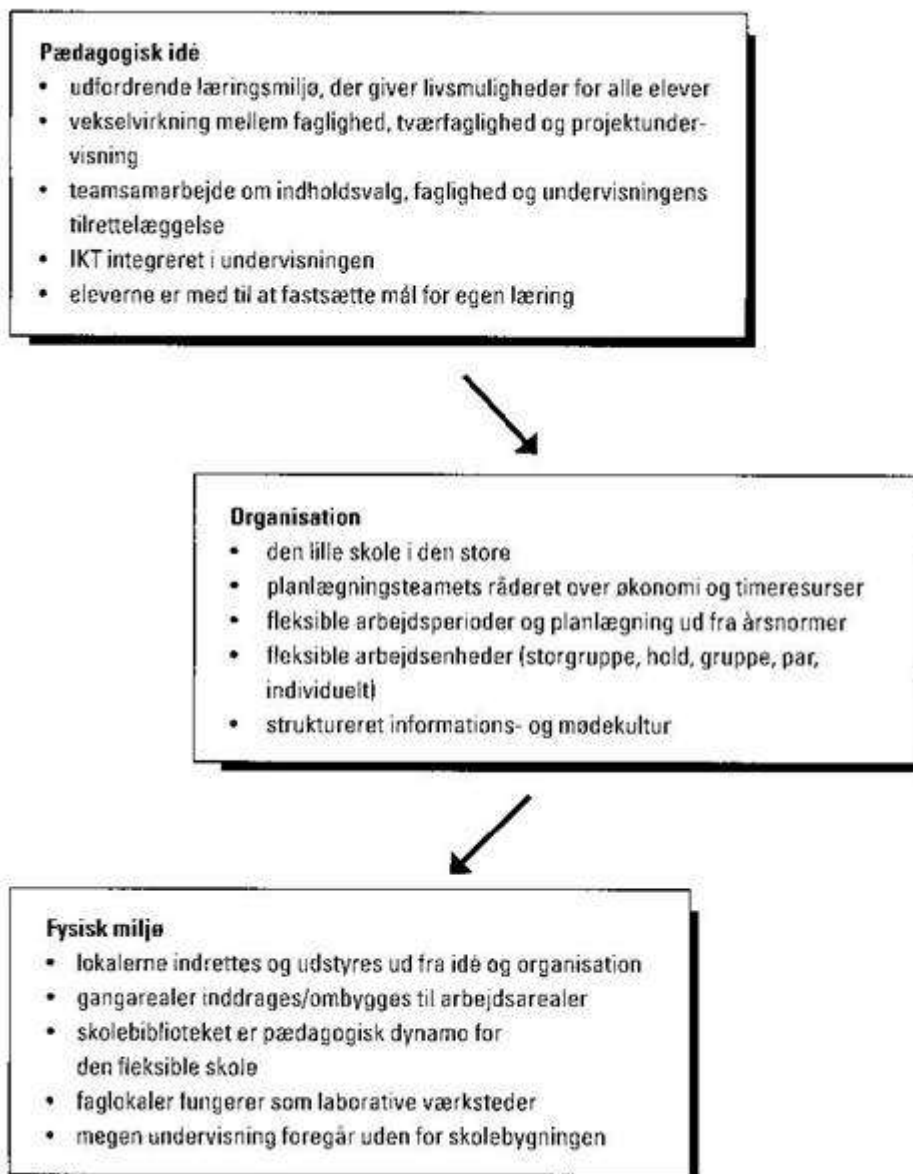 Pædagogisk idé
• udfordrende læringsmiljø, der giver livsmuligheder for alle elever
• vekselvirkning mellem faglighed, tværfaglighed og projektunder-
visning
• teamsamarbejde om indholdsvalg, faglighed og undervisningens
tilrettelæggelse
• IKT integreret i undervisningen
• eleverne er med til at fastsætte mål for egen læring
Organisation
• den lille skole i den store
• planlægningsteamets råderet over økonomi og timeresurser
• fleksible arbejdsperioder og planlægning ud fra årsnormer
• fleksible arbejdsenheder (storgruppe, hold, gruppe, par,
individuelt)
• struktureret informations- og mødekultur
Fysisk miljø
• lokalerne indrettes og udstyres ud fra idé og organisation
• gangarealer inddrages/ombygges til arbejdsarealer
• skolebiblioteket er pædagogisk dynamo for
den fleksible skole
• faglokaler fungerer som laborative værksteder
• megen undervisning foregår uden for skolebygningen